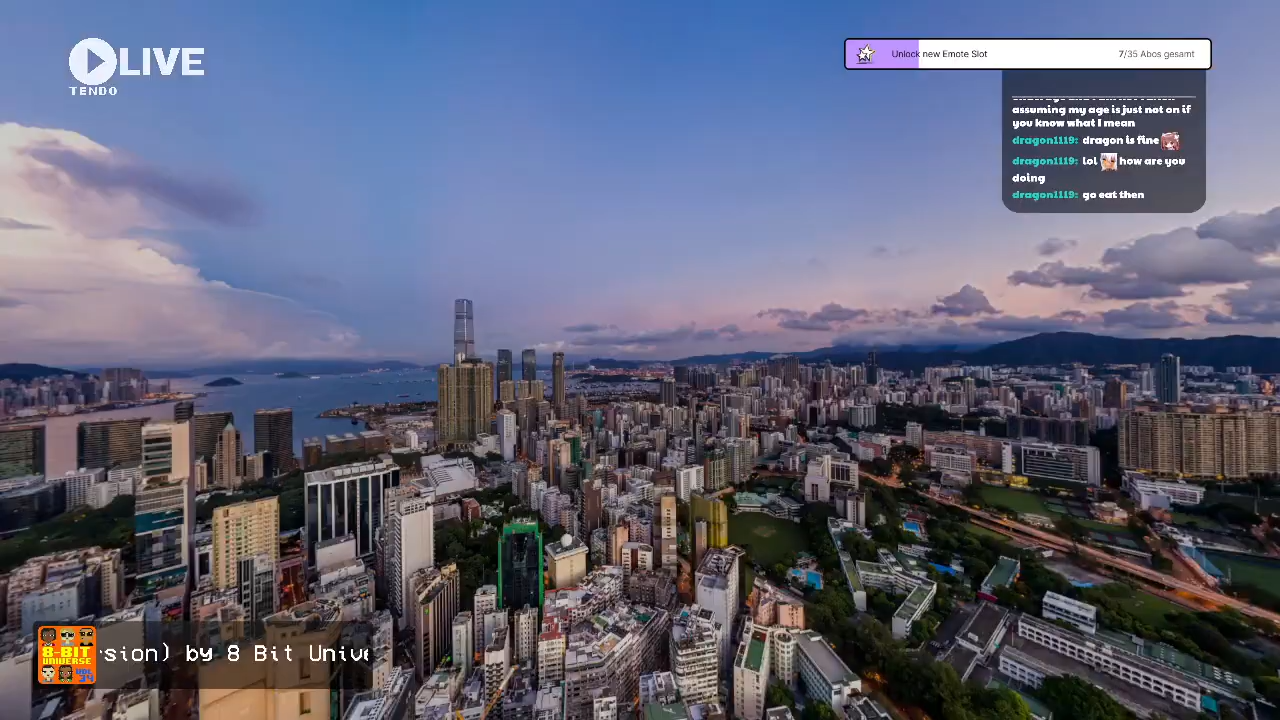 LIVE
TENDO
Unlock new Emote Slot 7/35 Abos gesamt
assuming my age is just not on if
you know what I mean
dragon1119: dragon is fine
dragon1119: lol how are you
doing
dragon1119: go eat then
8-BIT
UNIVERSE
VOL
sion) by 8 Bit Unive